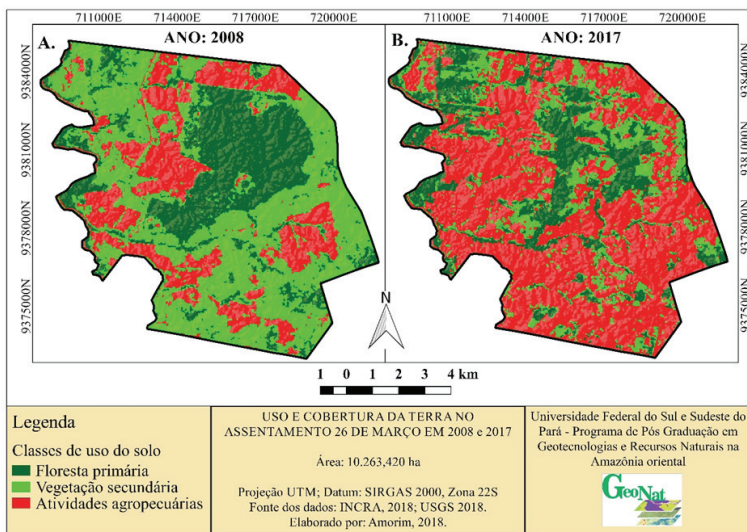 711000E 714000E 717000E 720000E
711000E 714000E 717000E 720000E
A. ANO: 2008
B. ANO: 2017
9384000N
9381000N
9378000N
9375000N
9384000N
9381000N
9378000N
9375000N
N
1 0 1 2 3 4 km
Legenda
Classes de uso do solo
Floresta primária
Vegetação secundária
Atividades agropecuárias
USO E COBERTURA DA TERRA NO
ASSENTAMENTO 26 DE MARÇO EM 2008 e 2017
Área: 10.263,420 ha
Projeção UTM; Datum: SIRGAS 2000, Zona 22S
Fonte dos dados: INCRA, 2018; USGS 2018.
Elaborado por: Amorim, 2018.
Universidade Federal do Sul e Sudeste do
Pará - Programa de Pós Graduação em
Geotecnologias e Recursos Naturais na
Amazônia oriental
GeoNat